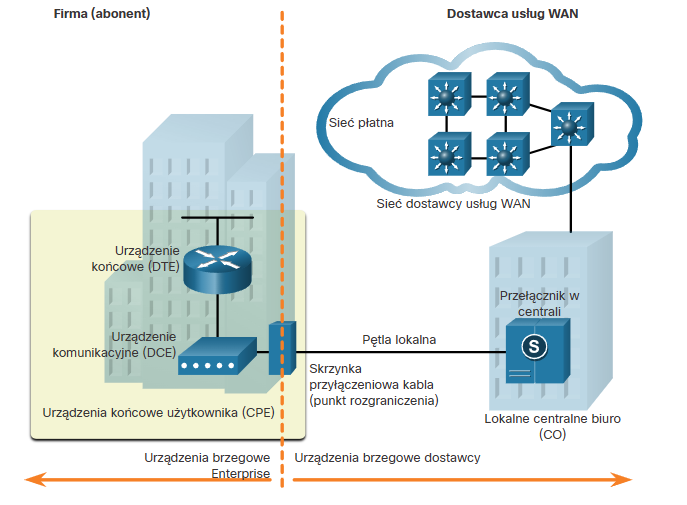 Firma (abonent)
Dostawca usług WAN
Sieć płatna
Sieć dostawcy usług WAN
Urządzenie
końcowe (DTE)
Przełącznik w
centrali
S
Urządzenie
komunikacyjne (DCE)
Pętla lokalna
Skrzynka
przyłączeniowa kabla
(punkt rozgraniczenia)
Urządzenia końcowe użytkownika (CPE)
Lokalne centralne biuro
(CO)
Urządzenia brzegowe
Enterprise
Urządzenia brzegowe dostawcy